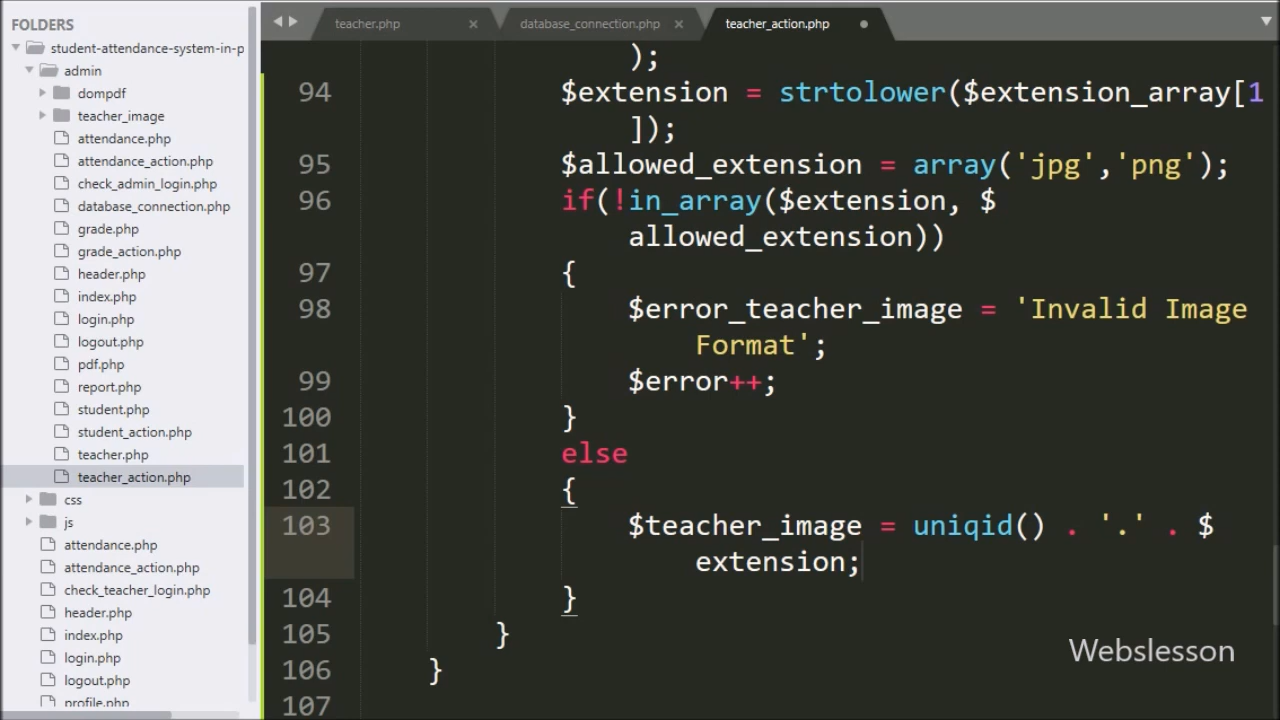 FOLDERS
student-attendance-system-in-p
admin
dompdf
teacher_image
attendance.php
attendance_action.php
check_admin_login.php
database_connection.php
grade.php
grade_action.php
header.php
index.php
login.php
logout.php
pdf.php
report.php
student.php
student_action.php
teacher.php
teacher_action.php
css
js
attendance.php
attendance_action.php
check_teacher_login.php
header.php
index.php
login.php
logout.php
profile.php
teacher.php × database_connection.php × teacher_action.php
);
94 $extension = strtolower($extension_array[1
]);
95 $allowed_extension = array('jpg','png');
96 if(!in_array($extension, $
allowed_extension))
97 {
98 $error_teacher_image = 'Invalid Image
Format';
99 $error++;
100 }
101 else
102 {
103 $teacher_image = uniqid() . '.' . $
extension;
104 }
105 }
106 }
107
Webslesson